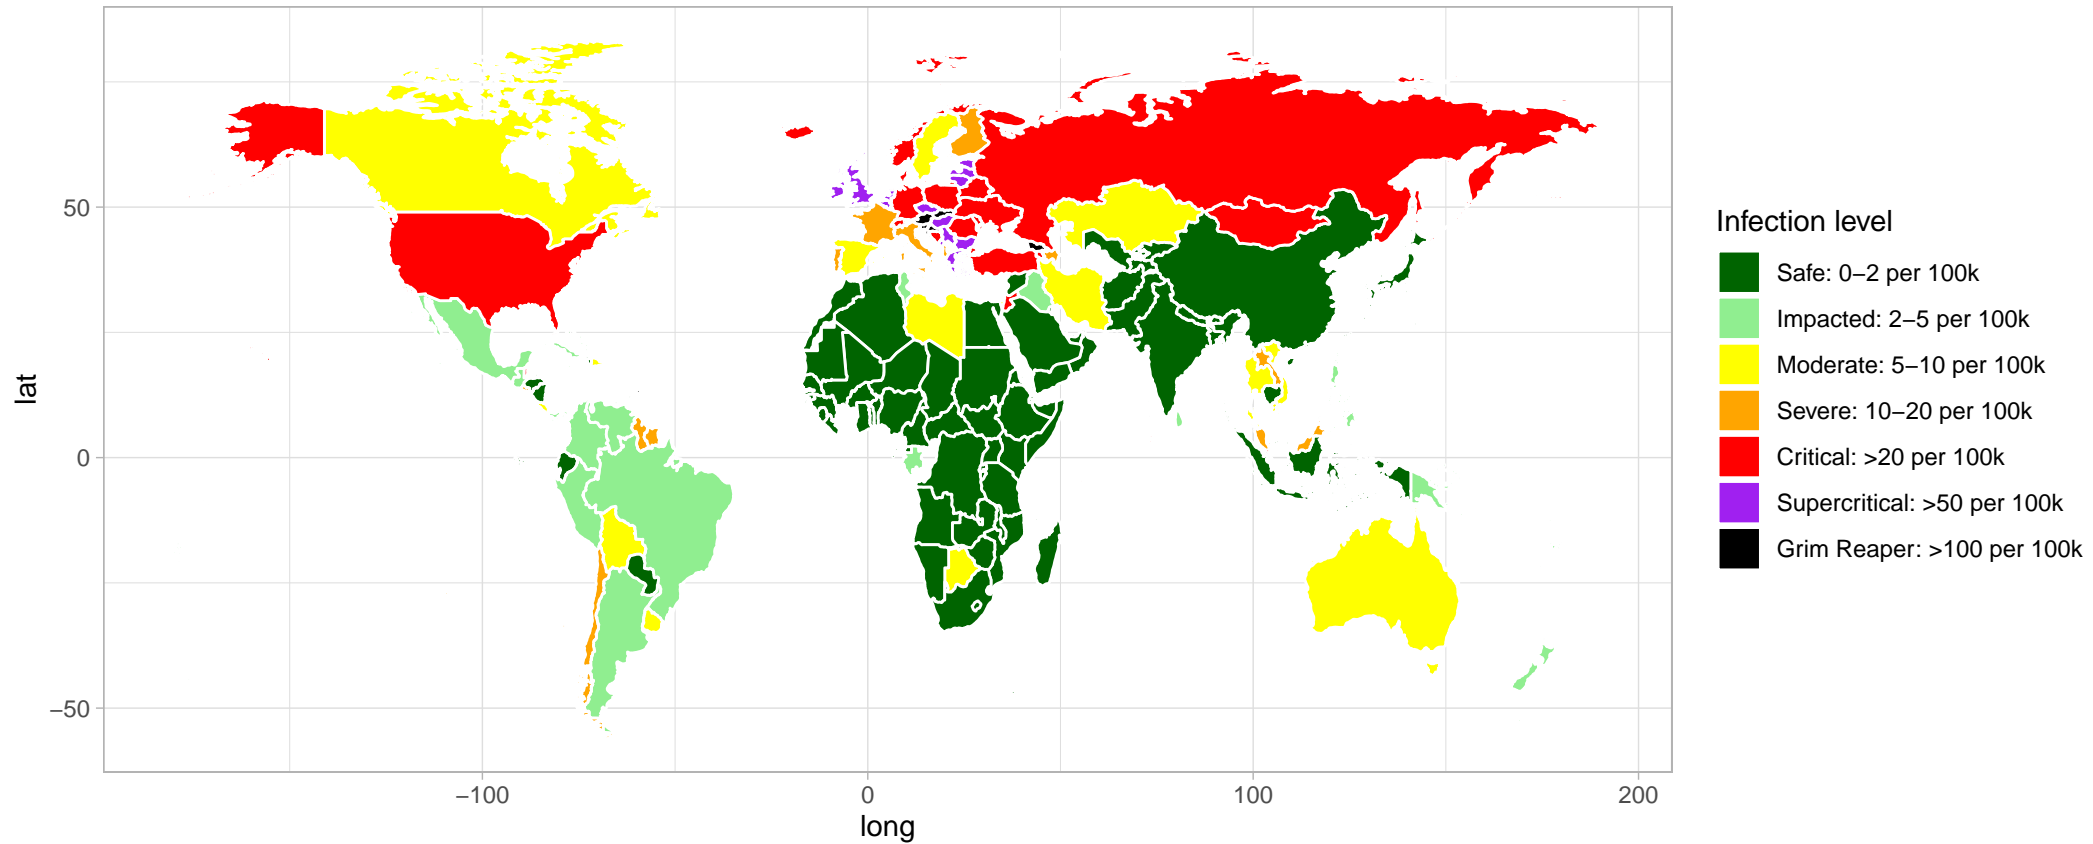 50
0
−50
lat
−100
0
100
200
long
Infection level
Safe: 0−2 per 100k
Impacted: 2−5 per 100k
Moderate: 5−10 per 100k
Severe: 10−20 per 100k
Critical: >20 per 100k
Supercritical: >50 per 100k
Grim Reaper: >100 per 100k